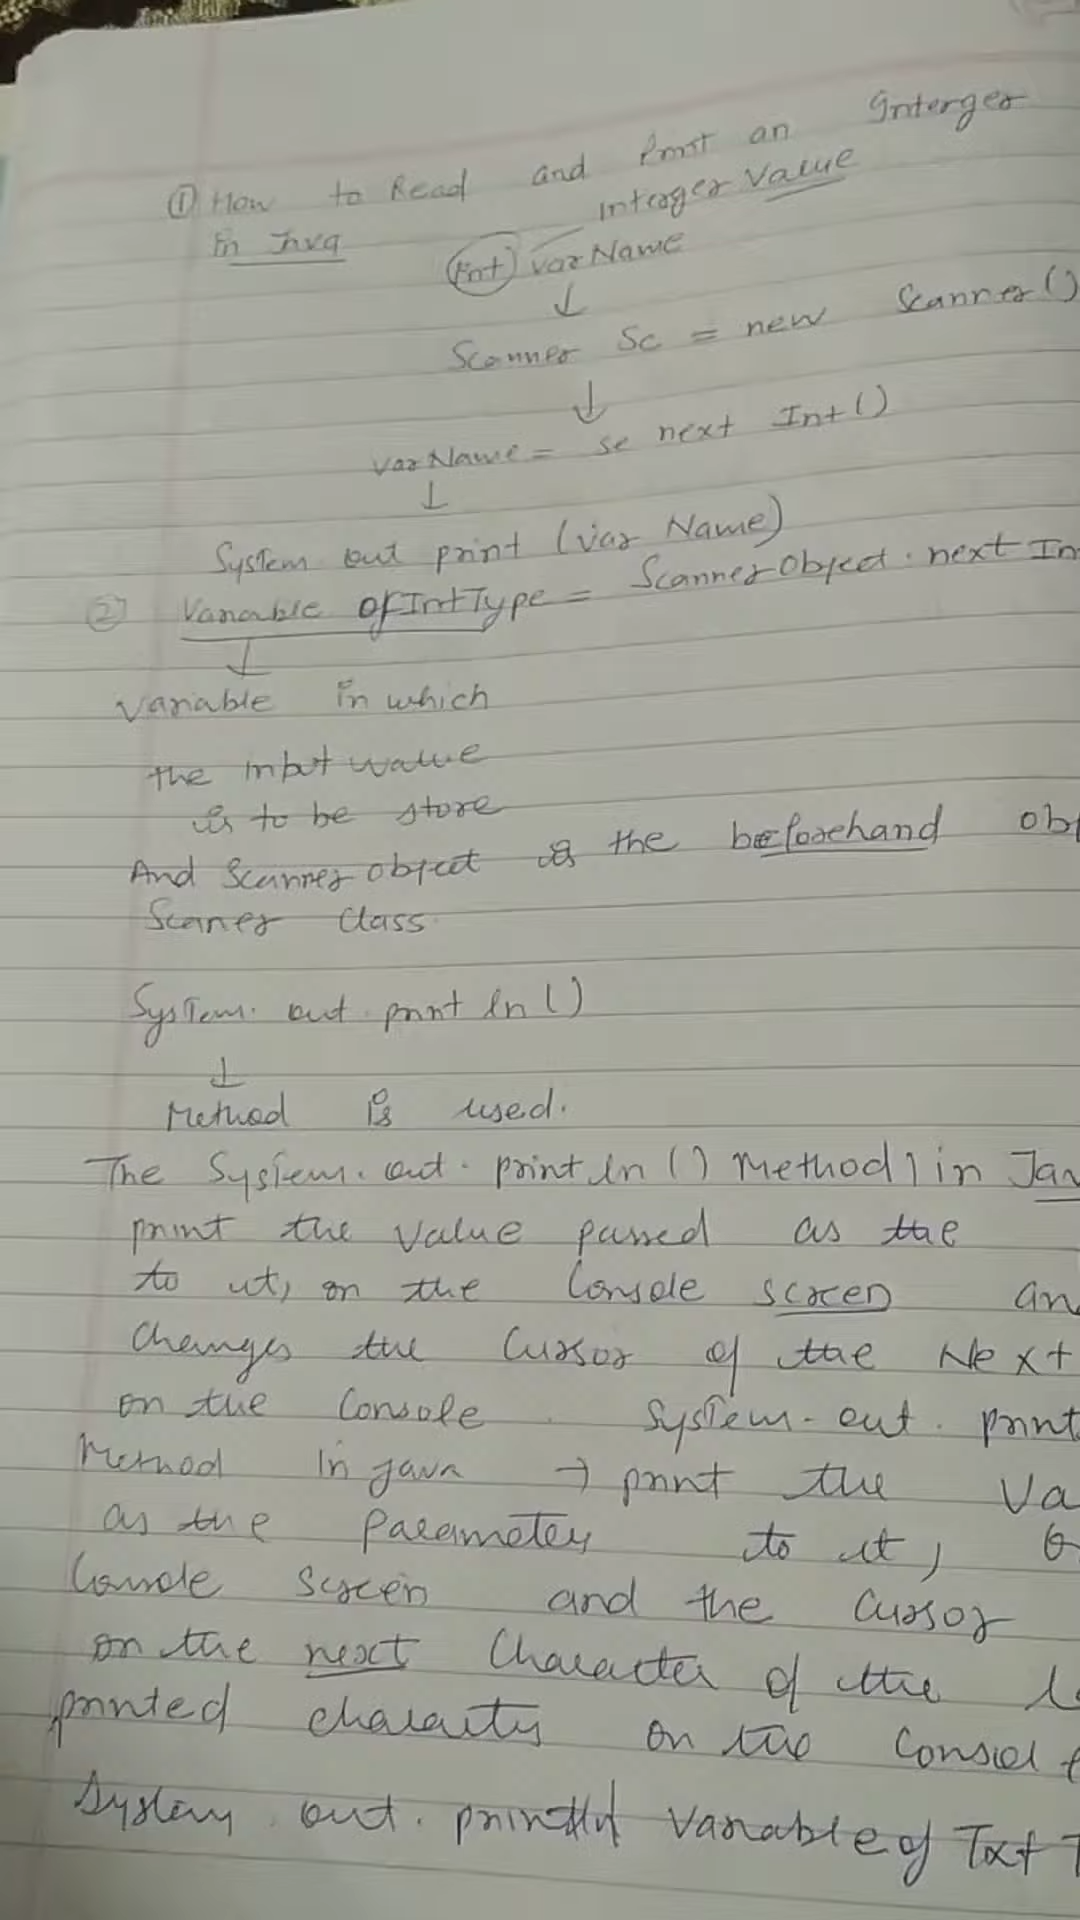 ① How to Read and Print an Interger
in Java
Interger Value
int varName
↓
Scanner Sc = new Scanner()
↓
varName = sc next Int()
↓
System out print (var Name)
② Variable of Int Type = Scanner Object . next In
↓
Variable in which
the input value
is to be store
And Scanner object is the beforehand obj
Scaner Class
System. out. print ln ()
↓
Method is used.
The System. out. print ln () Method in Jav
print the value passed as the
to it, on the Console screen an
changes the cursor of the Next
on the Console. System. out. print
Method in java → print the Va
as the parameter to it, o
Console screen and the cursor
on the next Character of the l
printed character on the consol
System. out. println Variable of